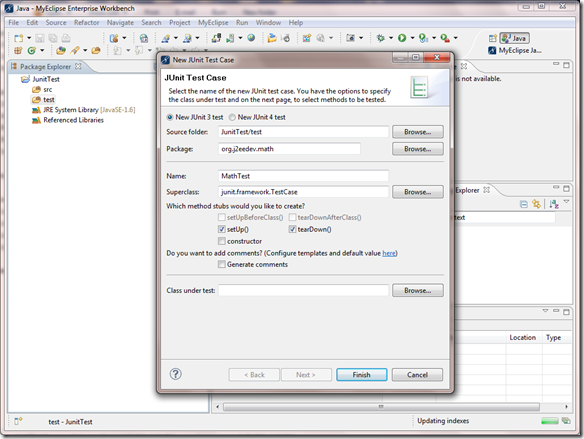 Java - MyEclipse Enterprise Workbench
File Edit Source Refactor Navigate Search Project MyEclipse Run Window Help
Java
MyEclipse Ja...
Package Explorer
JunitTest
src
test
JRE System Library [JavaSE-1.6]
Referenced Libraries
is not available.
Explorer
text
Location Type
New JUnit Test Case
JUnit Test Case
Select the name of the new JUnit test case. You have the options to specify
the class under test and on the next page, to select methods to be tested.
New JUnit 3 test New JUnit 4 test
Source folder: JunitTest/test Browse...
Package: org.j2eedev.math Browse...
Name: MathTest
Superclass: junit.framework.TestCase Browse...
Which method stubs would you like to create?
setUpBeforeClass() tearDownAfterClass()
setUp() tearDown()
constructor
Do you want to add comments? (Configure templates and default value here)
Generate comments
Class under test: Browse...
< Back Next > Finish Cancel
test - JunitTest
Updating indexes